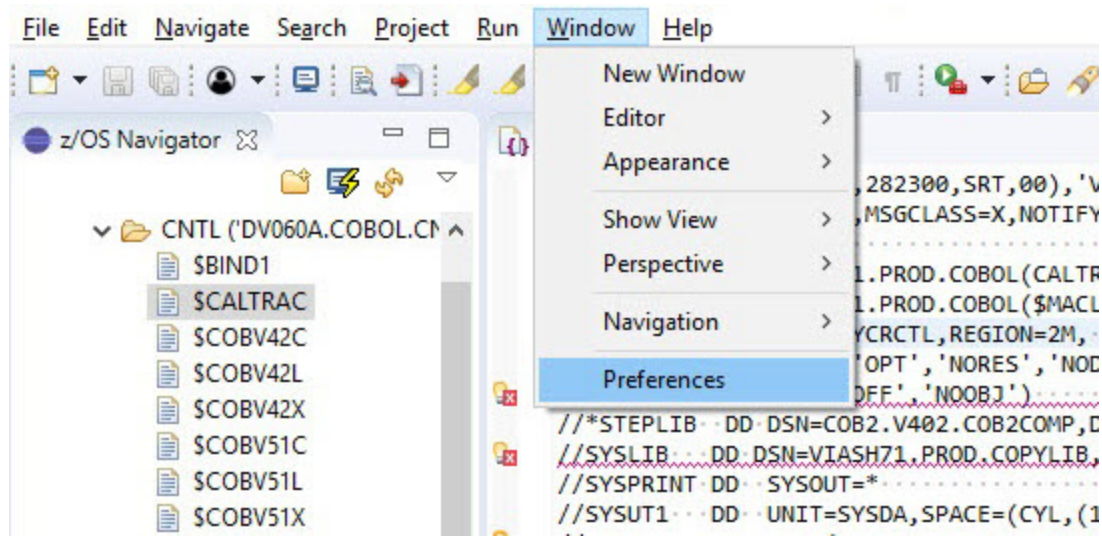 File Edit Navigate Search Project Run Window Help
z/OS Navigator
CNTL ('DV060A.COBOL.CN
$BIND1
$CALTRAC
$COBV42C
$COBV42L
$COBV42X
$COBV51C
$COBV51L
$COBV51X
New Window
Editor
Appearance
Show View
Perspective
Navigation
Preferences
,282300,SRT,00),'V
,MSGCLASS=X,NOTIFY
1.PROD.COBOL(CALTR
1.PROD.COBOL($MACL
YCRCTL,REGION=2M,
'OPT','NORES','NOD
OFF','NOOBJ')
//*STEPLIB DD DSN=COB2.V402.COB2COMP,D
//SYSLIB DD DSN=VIASH71.PROD.COPYLIB,
//SYSPRINT DD SYSOUT=*
//SYSUT1 DD UNIT=SYSDA,SPACE=(CYL,(1